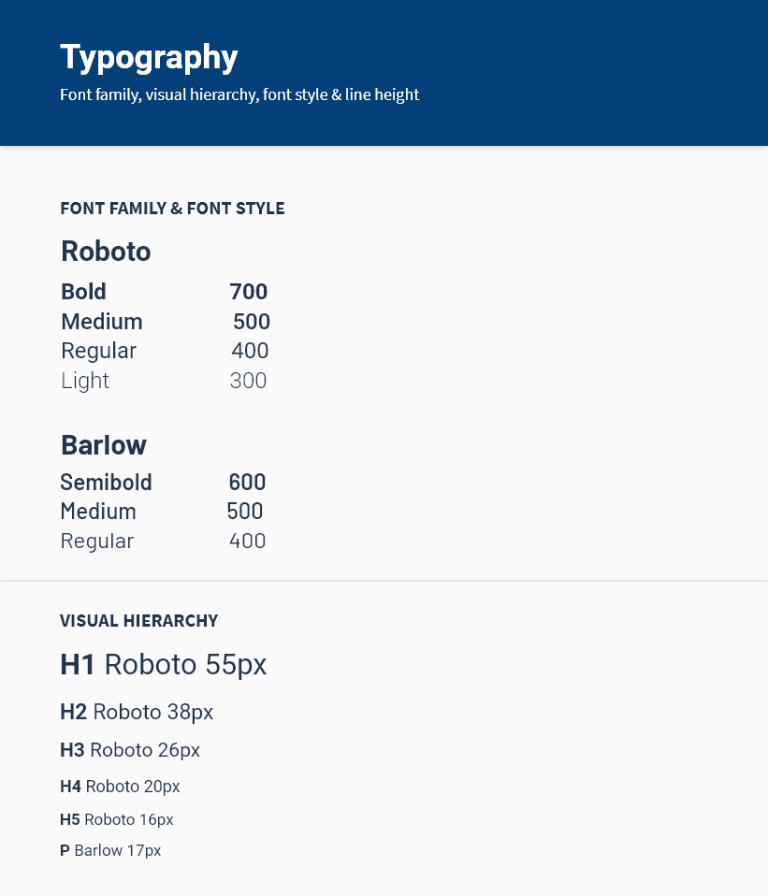 Typography
Font family, visual hierarchy, font style & line height
FONT FAMILY & FONT STYLE
Roboto
Bold 700
Medium 500
Regular 400
Light 300
Barlow
Semibold 600
Medium 500
Regular 400
VISUAL HIERARCHY
H1 Roboto 55px
H2 Roboto 38px
H3 Roboto 26px
H4 Roboto 20px
H5 Roboto 16px
P Barlow 17px